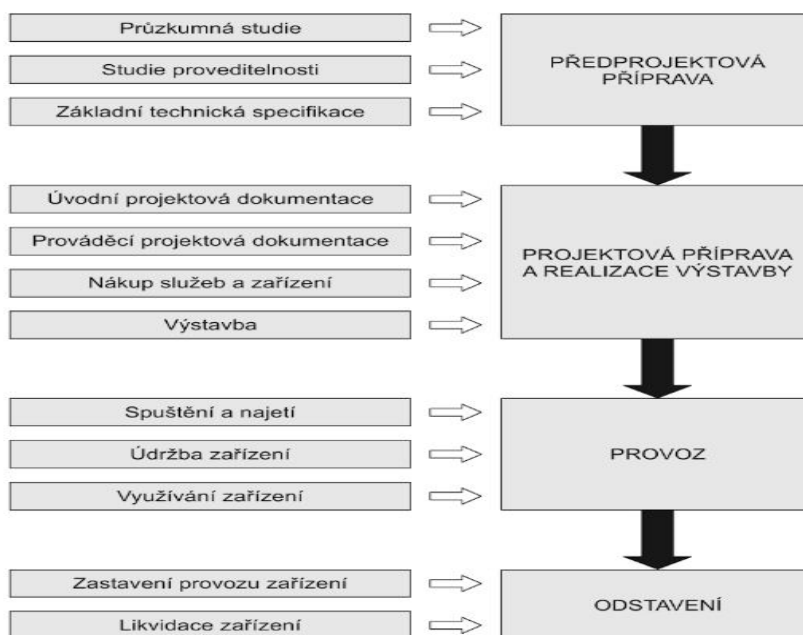 Průzkumná studie
Studie proveditelnosti
Základní technická specifikace
PŘEDPROJEKTOVÁ
PŘÍPRAVA
Úvodní projektová dokumentace
Prováděcí projektová dokumentace
Nákup služeb a zařízení
Výstavba
PROJEKTOVÁ PŘÍPRAVA
A REALIZACE VÝSTAVBY
Spuštění a najetí
Údržba zařízení
Využívání zařízení
PROVOZ
Zastavení provozu zařízení
Likvidace zařízení
ODSTAVENÍ